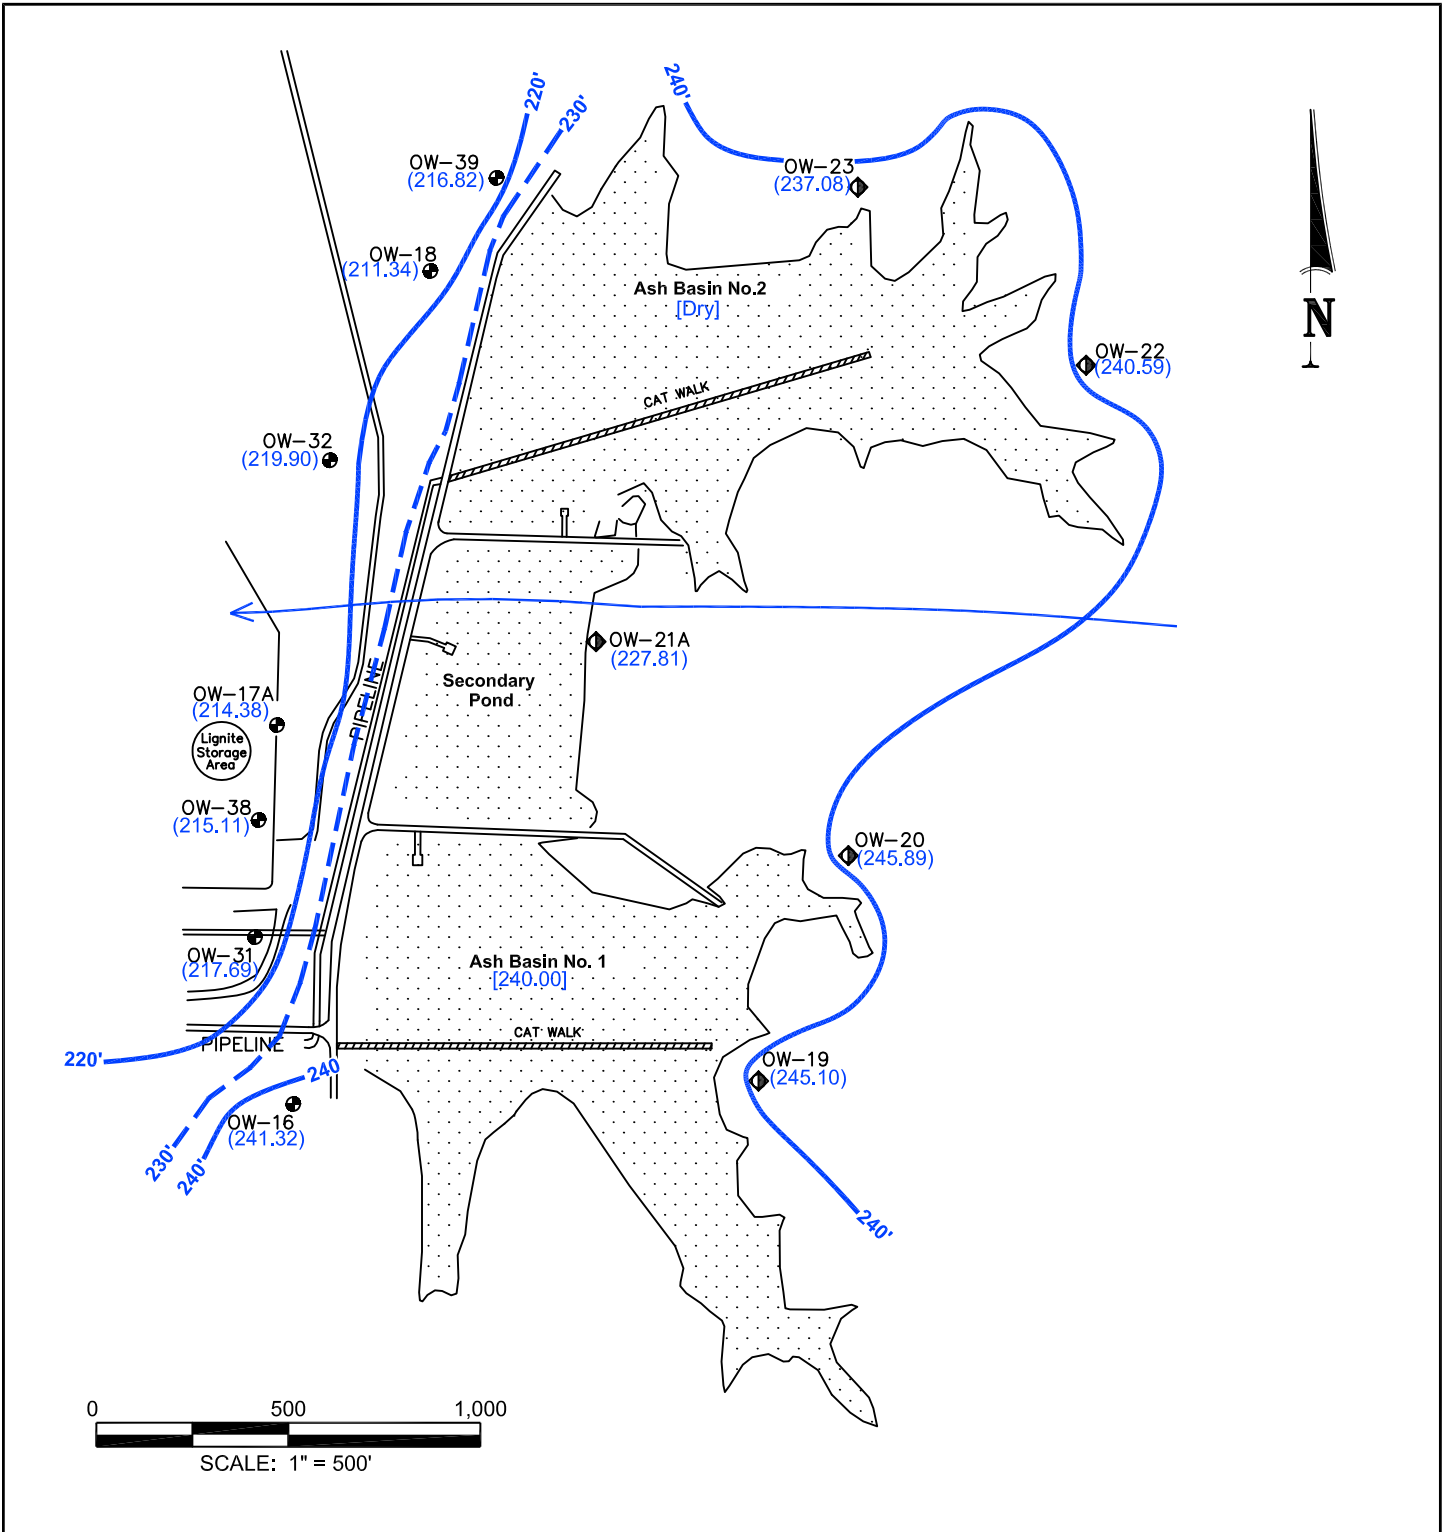 220'
230'
240'
OW-39
(216.82)
OW-23
(237.08)
OW-18
(211.34)
Ash Basin No.2
[Dry]
N
OW-22
(240.59)
CAT WALK
OW-32
(219.90)
OW-21A
(227.81)
PIPELINE
Secondary
Pond
OW-17A
(214.38)
Lignite
Storage
Area
OW-38
(215.11)
OW-20
(245.89)
OW-31
(217.69)
Ash Basin No. 1
[240.00]
CAT WALK
PIPELINE
220'
240
OW-19
(245.10)
OW-16
(241.32)
230'
240'
240'
0 500 1,000
SCALE: 1" = 500'